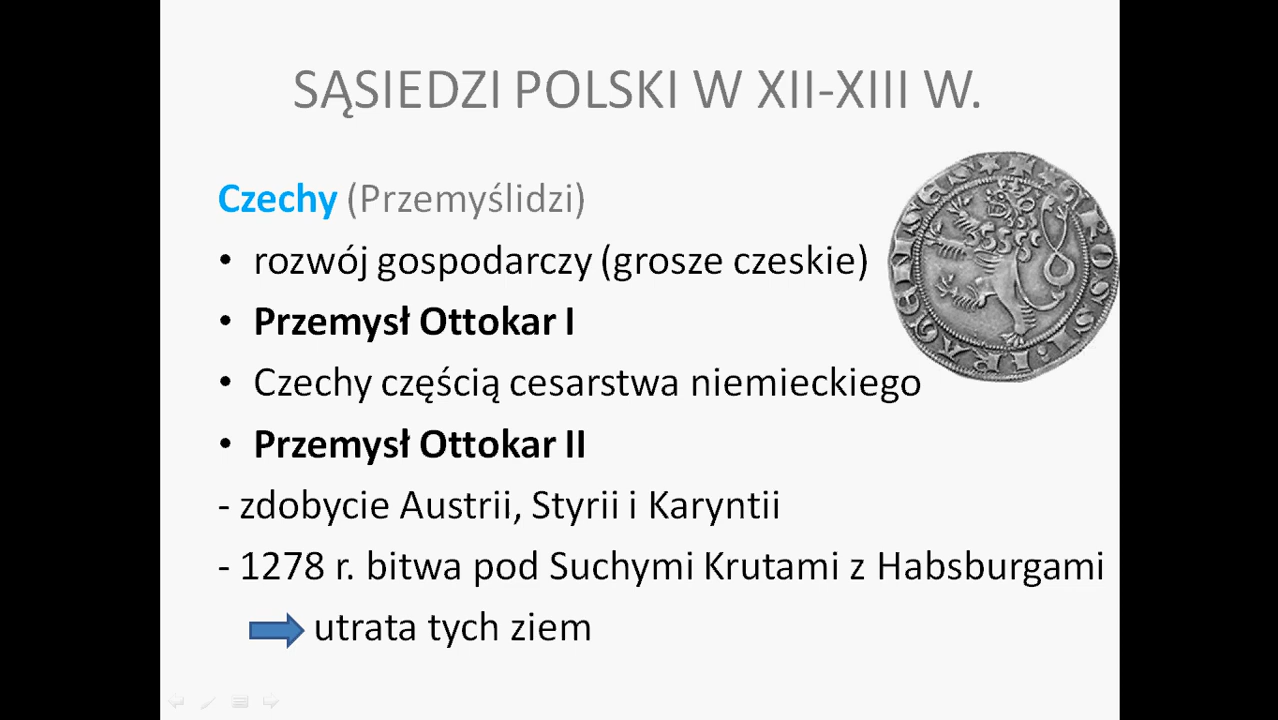 SĄSIEDZI POLSKI W XII-XIII W.
Czechy (Przemyślidzi)
• rozwój gospodarczy (grosze czeskie)
• Przemysł Ottokar I
• Czechy częścią cesarstwa niemieckiego
• Przemysł Ottokar II
- zdobycie Austrii, Styrii i Karyntii
- 1278 r. bitwa pod Suchymi Krutami z Habsburgami
utrata tych ziem